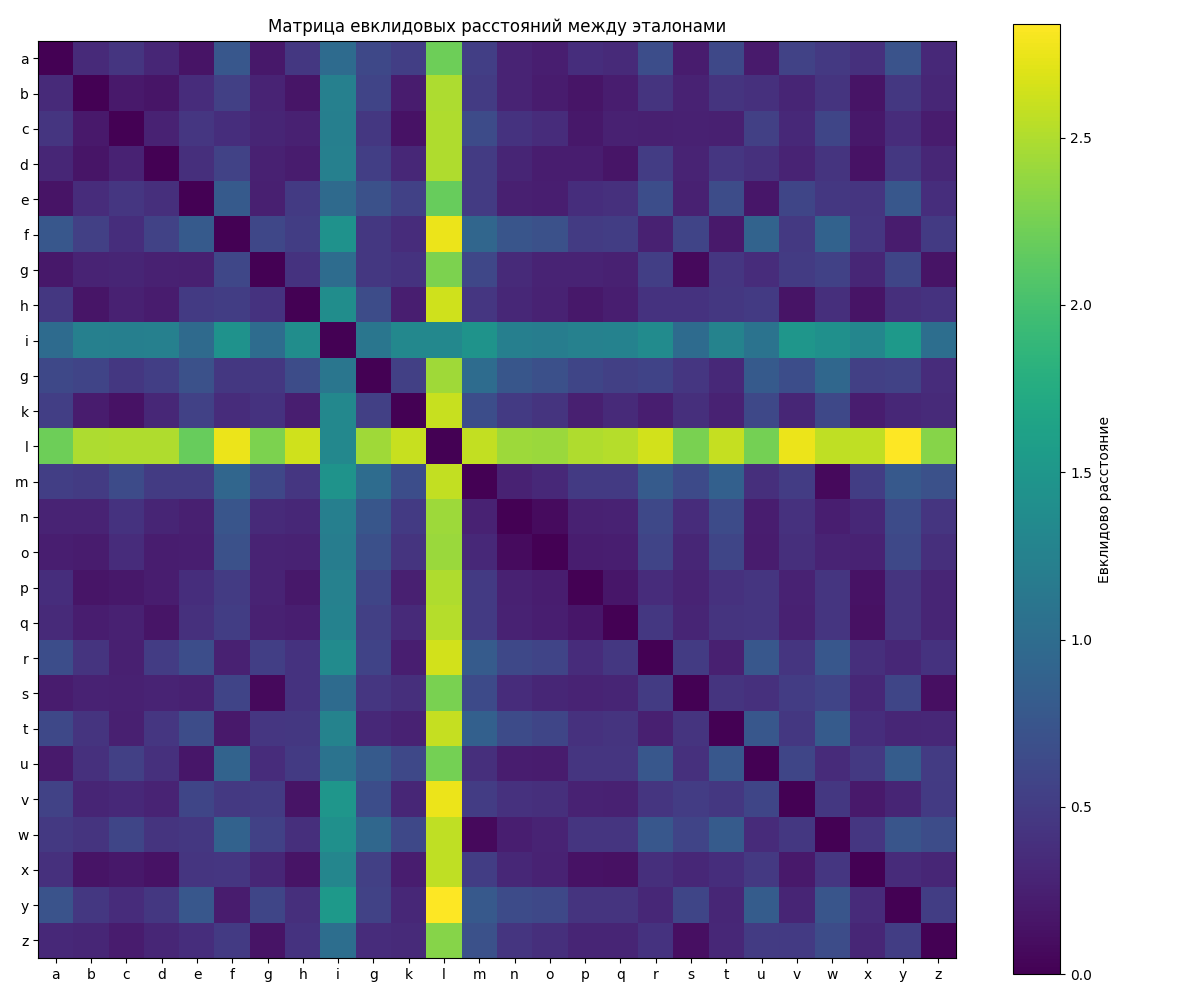 Матрица евклидовых расстояний между эталонами
a
b
c
d
e
f
g
h
i
g
k
l
m
n
o
p
q
r
s
t
u
v
w
x
y
z
a b c d e f g h i g k l m n o p q r s t u v w x y z
2.5
2.0
1.5
1.0
0.5
0.0
Евклидово расстояние